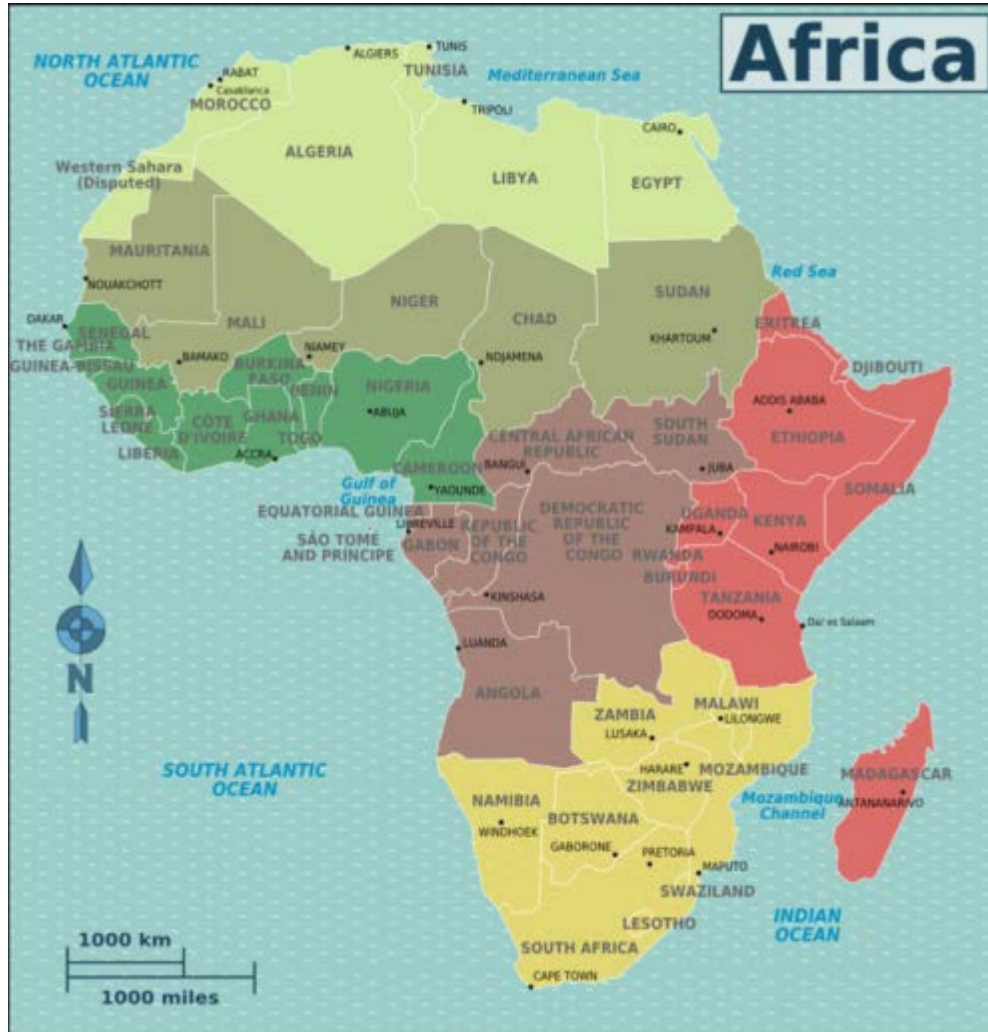 Africa
NORTH ATLANTIC
OCEAN
ALGIERS
TUNIS
TUNISIA
Mediterranean Sea
RABAT
Casablanca
MOROCCO
TRIPOLI
CAIRO
ALGERIA
LIBYA
EGYPT
Western Sahara
(Disputed)
MAURITANIA
NOUAKCHOTT
NIGER
MALI
CHAD
SUDAN
KHARTOUM
Red Sea
ERITREA
DJIBOUTI
DAKAR
SENEGAL
THE GAMBIA
GUINEA-BISSAU
GUINEA
SIERRA
LEONE
LIBERIA
BAMAKO
BURKINA
FASO
NIAMEY
BENIN
CÔTE
D'IVOIRE
GHANA
TOGO
ACCRA
NIGERIA
ABUJA
NDJAMENA
CENTRAL AFRICAN
REPUBLIC
BANGUI
SOUTH
SUDAN
JUBA
ADDIS ABABA
ETHIOPIA
SOMALIA
CAMEROON
YAOUNDE
Gulf of
Guinea
EQUATORIAL GUINEA
LIBREVILLE
SÃO TOMÉ
AND PRINCIPE
GABON
REPUBLIC
OF THE
CONGO
DEMOCRATIC
REPUBLIC
OF THE
CONGO
UGANDA
KAMPALA
KENYA
NAIROBI
RWANDA
BURUNDI
TANZANIA
DODOMA
Dar es Salaam
KINSHASA
LUANDA
ANGOLA
N
ZAMBIA
LUSAKA
MALAWI
LILONGWE
HARARE
ZIMBABWE
MOZAMBIQUE
MADAGASCAR
ANTANANARIVO
Mozambique
Channel
SOUTH ATLANTIC
OCEAN
NAMIBIA
WINDHOEK
BOTSWANA
GABORONE
PRETORIA
MAPUTO
SWAZILAND
LESOTHO
SOUTH AFRICA
CAPE TOWN
INDIAN
OCEAN
1000 km
1000 miles